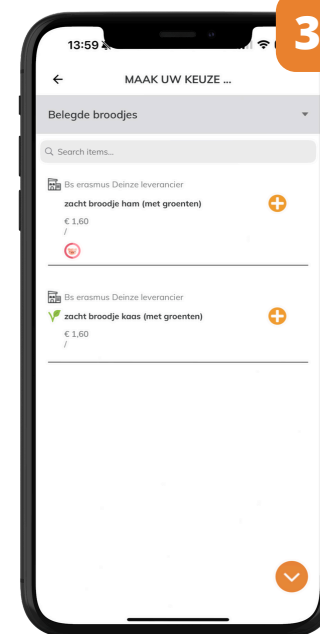 3
13:59
MAAK UW KEUZE ...
Belegde broodjes
Search items...
Bs erasmus Deinze leverancier
zacht broodje ham (met groenten)
€ 1,60
/
Bs erasmus Deinze leverancier
zacht broodje kaas (met groenten)
€ 1,60
/